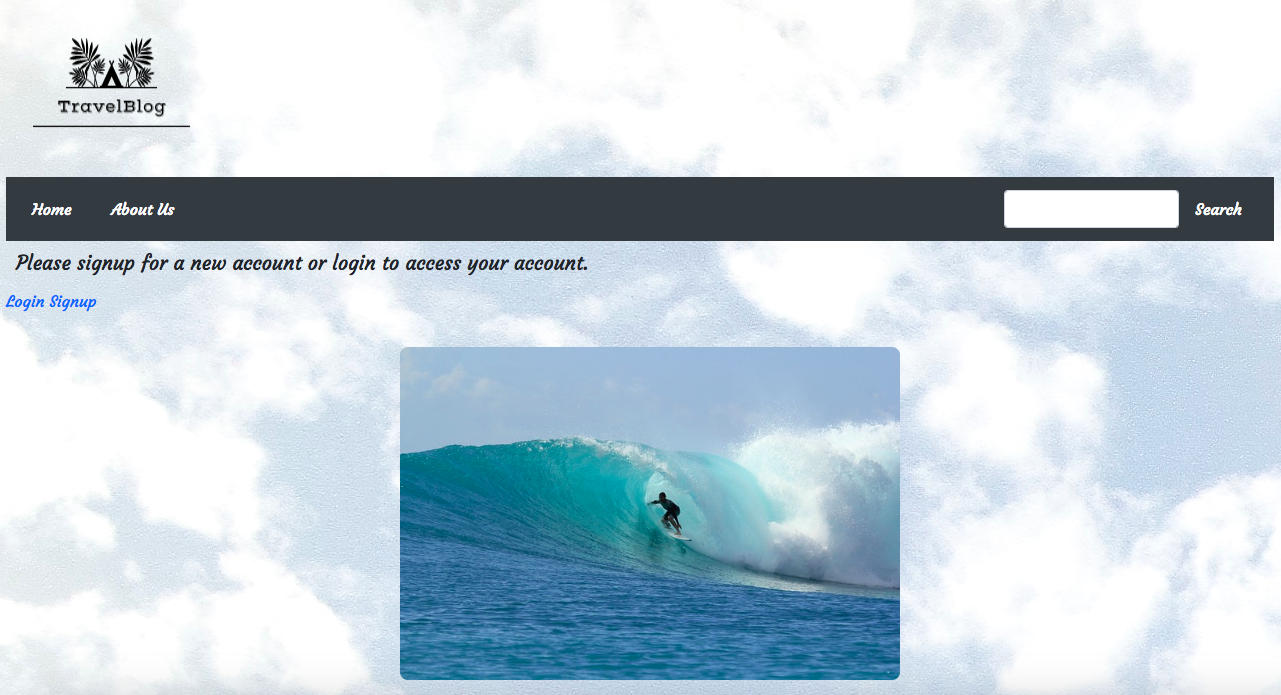 TravelBlog
Home About Us Search
Please signup for a new account or login to access your account.
Login Signup